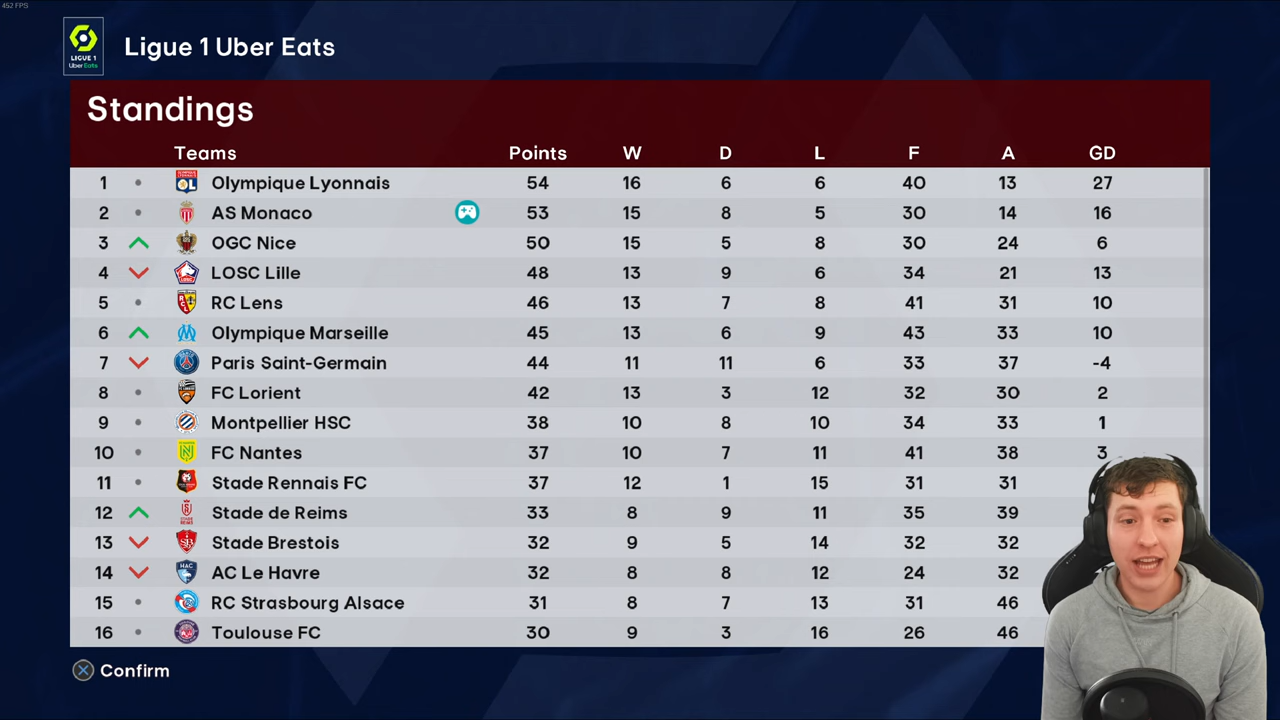 452 FPS
LIGUE 1
Uber Eats
Ligue 1 Uber Eats
Standings
Teams Points W D L F A GD
1 Olympique Lyonnais 54 16 6 6 40 13 27
2 AS Monaco 53 15 8 5 30 14 16
3 OGC Nice 50 15 5 8 30 24 6
4 LOSC Lille 48 13 9 6 34 21 13
5 RC Lens 46 13 7 8 41 31 10
6 Olympique Marseille 45 13 6 9 43 33 10
7 Paris Saint-Germain 44 11 11 6 33 37 -4
8 FC Lorient 42 13 3 12 32 30 2
9 Montpellier HSC 38 10 8 10 34 33 1
10 FC Nantes 37 10 7 11 41 38 3
11 Stade Rennais FC 37 12 1 15 31 31
12 Stade de Reims 33 8 9 11 35 39
13 Stade Brestois 32 9 5 14 32 32
14 AC Le Havre 32 8 8 12 24 32
15 RC Strasbourg Alsace 31 8 7 13 31 46
16 Toulouse FC 30 9 3 16 26 46
Confirm